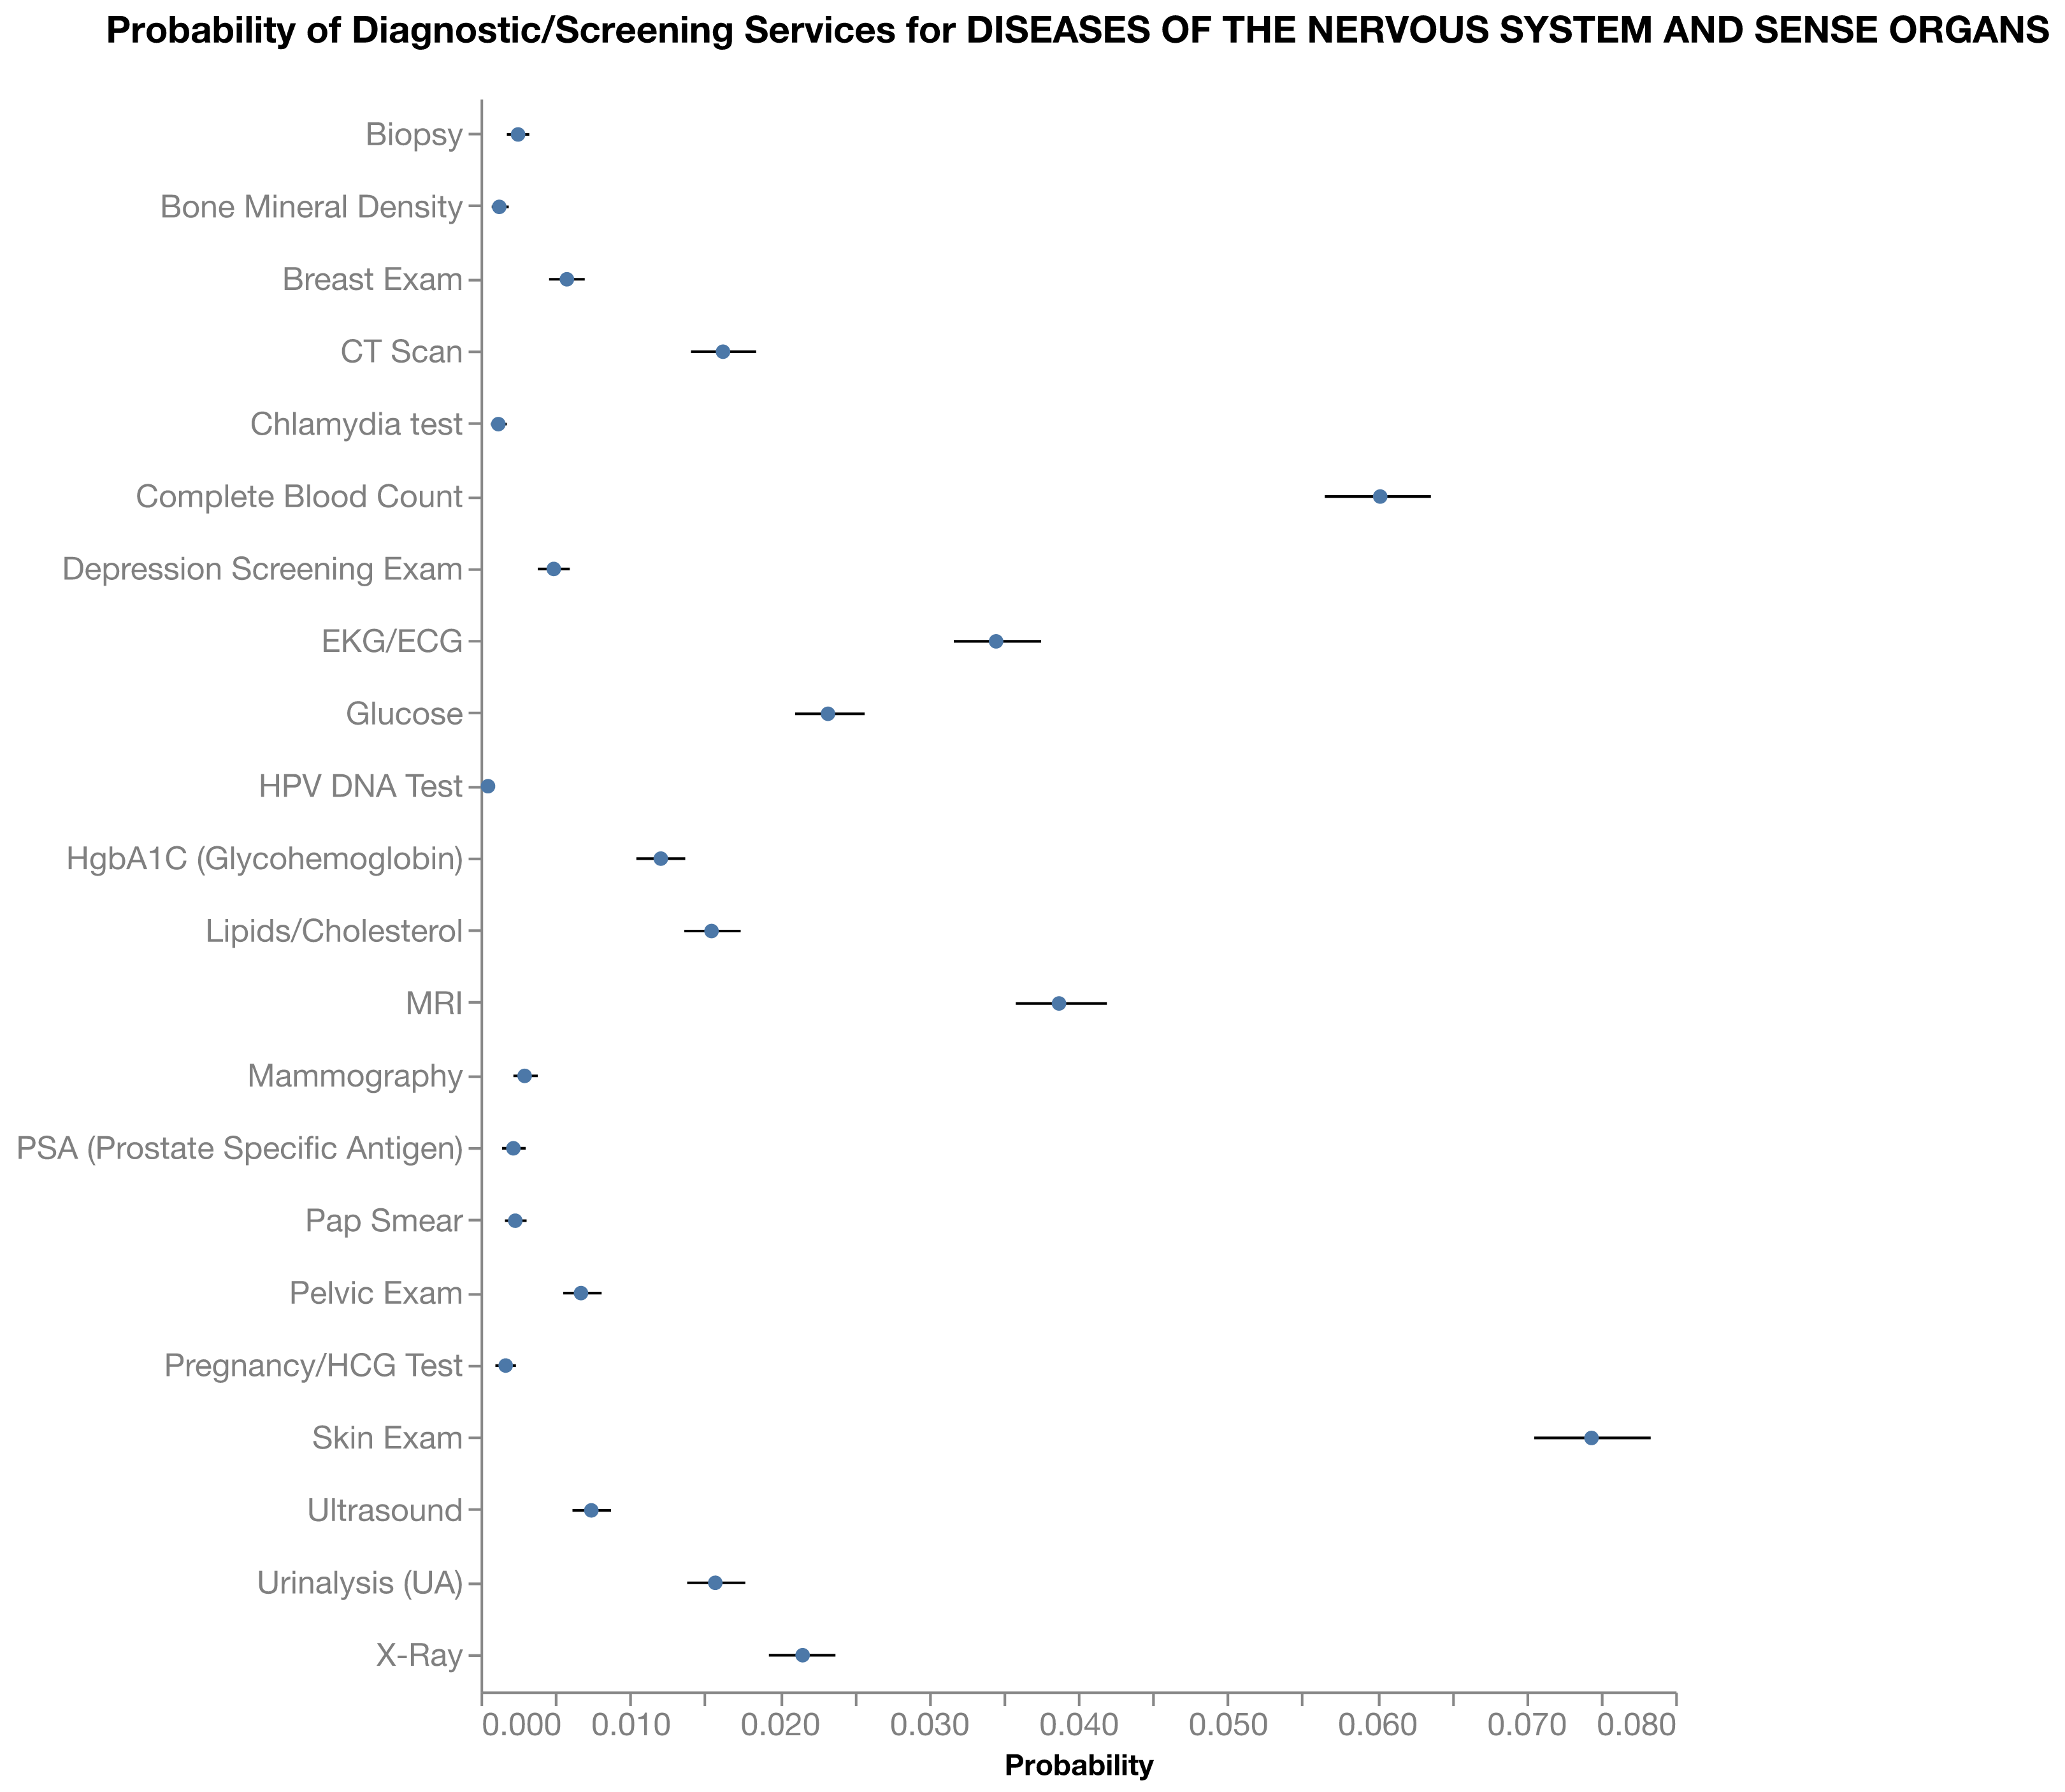 Probability of Diagnostic/Screening Services for DISEASES OF THE NERVOUS SYSTEM AND SENSE ORGANS
Biopsy
Bone Mineral Density
Breast Exam
CT Scan
Chlamydia test
Complete Blood Count
Depression Screening Exam
EKG/ECG
Glucose
HPV DNA Test
HgbA1C (Glycohemoglobin)
Lipids/Cholesterol
MRI
Mammography
PSA (Prostate Specific Antigen)
Pap Smear
Pelvic Exam
Pregnancy/HCG Test
Skin Exam
Ultrasound
Urinalysis (UA)
X-Ray
0.000 0.010 0.020 0.030 0.040 0.050 0.060 0.070 0.080
Probability